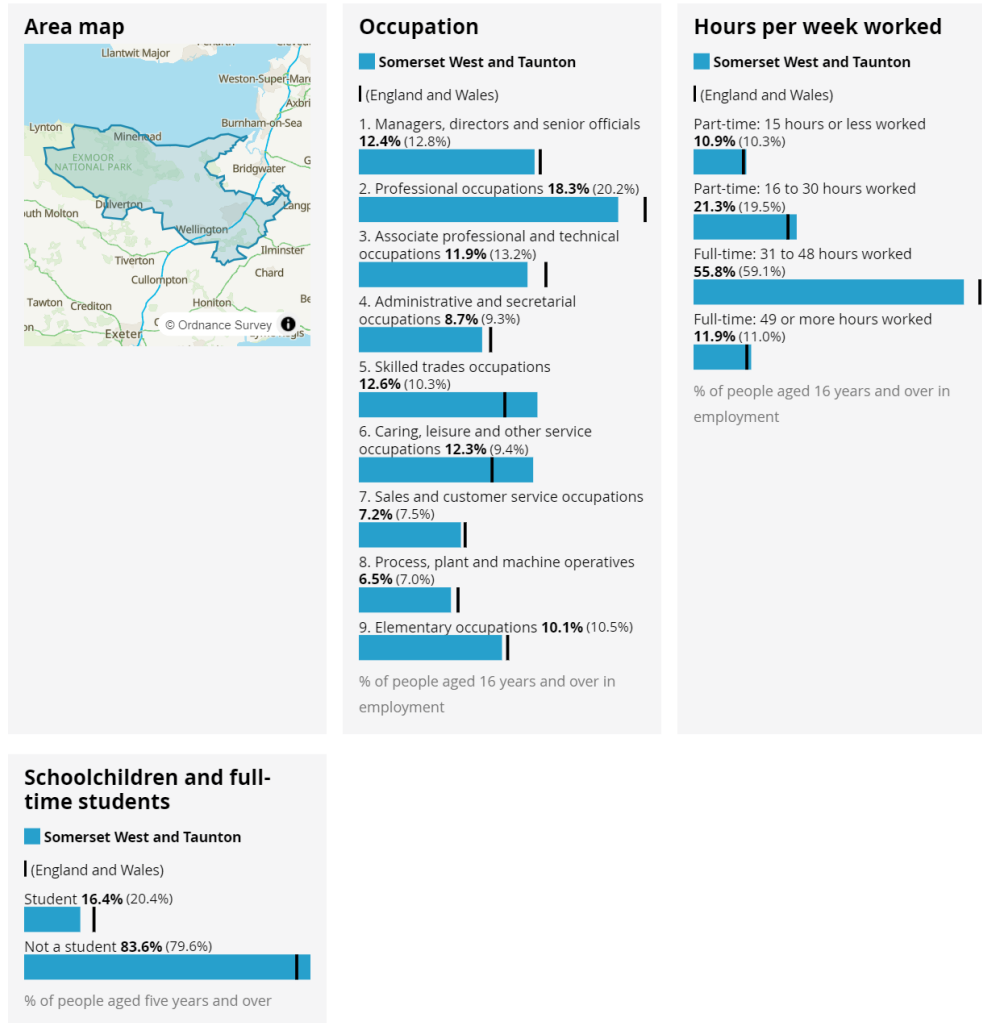 Area map
Llantwit Major
Weston-Super-Mar
Axbri
Burnham-on-Sea
Lynton
Minehead
EXMOOR
NATIONAL PARK
Bridgwater
G
Dulverton
Langp
uth Molton
Wellington
Ilminster
Tiverton
Chard
Cullompton
Tawton
Crediton
Honiton
Be
on
© Ordnance Survey
Exeter
Occupation
Somerset West and Taunton
(England and Wales)
1. Managers, directors and senior officials
12.4% (12.8%)
2. Professional occupations 18.3% (20.2%)
3. Associate professional and technical
occupations 11.9% (13.2%)
4. Administrative and secretarial
occupations 8.7% (9.3%)
5. Skilled trades occupations
12.6% (10.3%)
6. Caring, leisure and other service
occupations 12.3% (9.4%)
7. Sales and customer service occupations
7.2% (7.5%)
8. Process, plant and machine operatives
6.5% (7.0%)
9. Elementary occupations 10.1% (10.5%)
% of people aged 16 years and over in
employment
Hours per week worked
Somerset West and Taunton
(England and Wales)
Part-time: 15 hours or less worked
10.9% (10.3%)
Part-time: 16 to 30 hours worked
21.3% (19.5%)
Full-time: 31 to 48 hours worked
55.8% (59.1%)
Full-time: 49 or more hours worked
11.9% (11.0%)
% of people aged 16 years and over in
employment
Schoolchildren and full-
time students
Somerset West and Taunton
(England and Wales)
Student 16.4% (20.4%)
Not a student 83.6% (79.6%)
% of people aged five years and over